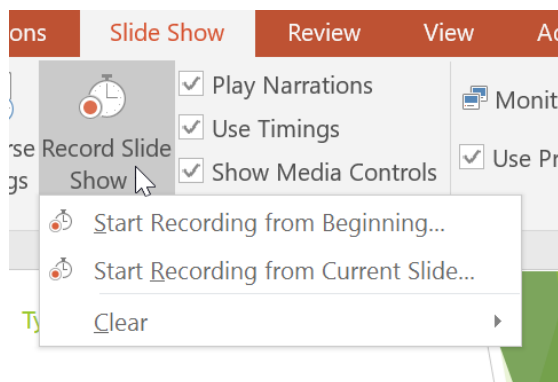 ons Slide Show Review View Ac
rse Record Slide Show
gs
Play Narrations
Use Timings
Show Media Controls
Monit
Use Pr
Start Recording from Beginning...
Start Recording from Current Slide...
Clear
Ty